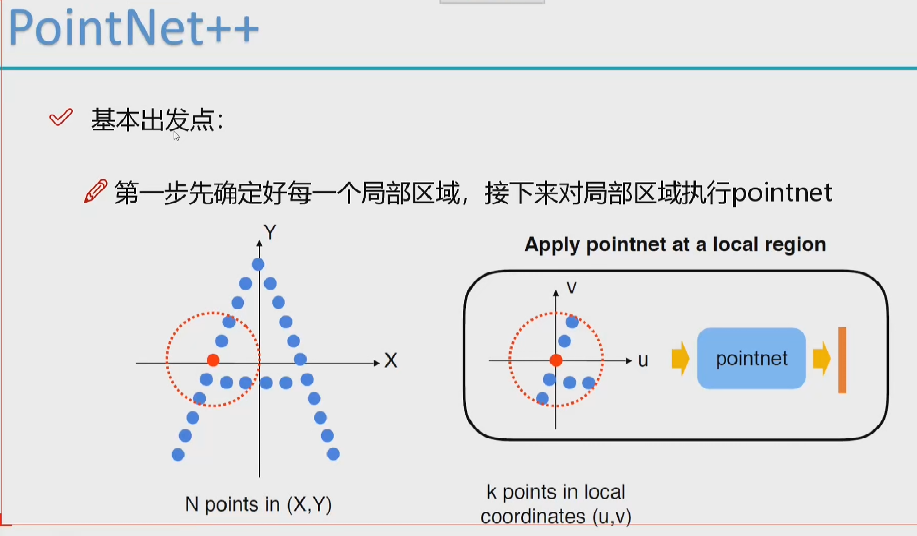 PointNet++
基本出发点：
第一步先确定好每一个局部区域，接下来对局部区域执行pointnet
Y
X
N points in (X,Y)
Apply pointnet at a local region
v
u
pointnet
k points in local
coordinates (u,v)